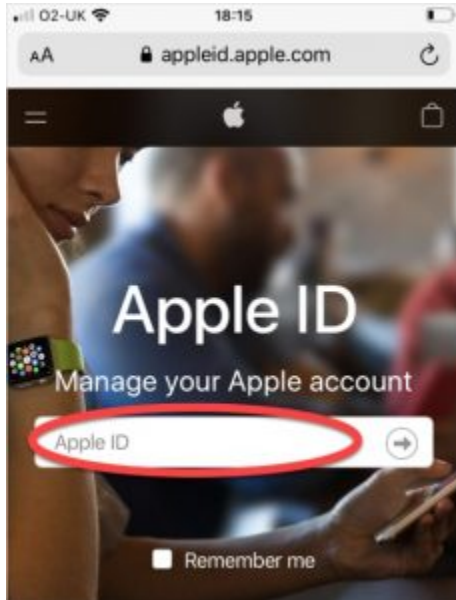 O2-UK 18:15
AA appleid.apple.com
Apple ID
Manage your Apple account
Apple ID
Remember me